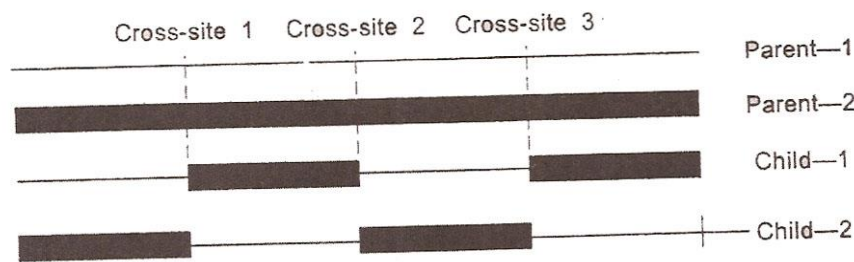 Cross-site 1 Cross-site 2 Cross-site 3
Parent—1
Parent—2
Child—1
Child—2